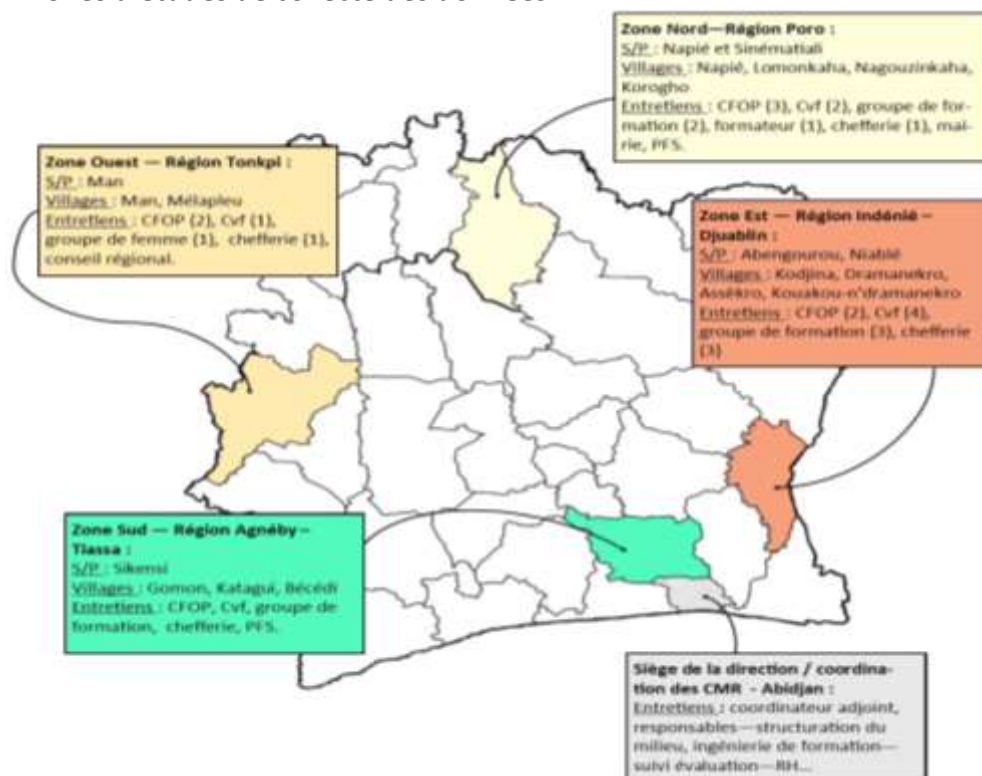 Zone Nord—Région Poro :
S/P : Napié et Sinématiali
Villages : Napié, Lomonkaha, Nagouzinkaha,
Korogho
Entretiens : CFOP (3), Cvf (2), groupe de for-
mation (2), formateur (1), chefferie (1), mai-
rie, PFS.
Zone Ouest — Région Tonkpi :
S/P : Man
Villages : Man, Mélapleu
Entretiens : CFOP (2), Cvf (1),
groupe de femme (1), chefferie (1),
conseil régional.
Zone Est — Région Indénié –
Djuablin :
S/P : Abengourou, Niablé
Villages : Kodjina, Dramanekro,
Assékro, Kouakou-n'dramanekro
Entretiens : CFOP (2), Cvf (4),
groupe de formation (3), chefferie
(3)
Zone Sud — Région Agnéby–
Tiassa :
S/P : Sikensi
Villages : Gomon, Katagui, Bécédi
Entretiens : CFOP, Cvf, groupe de
formation, chefferie, PFS.
Siège de la direction / coordina-
tion des CMR - Abidjan :
Entretiens : coordinateur adjoint,
responsables—structuration du
milieu, ingénierie de formation—
suivi évaluation—RH...